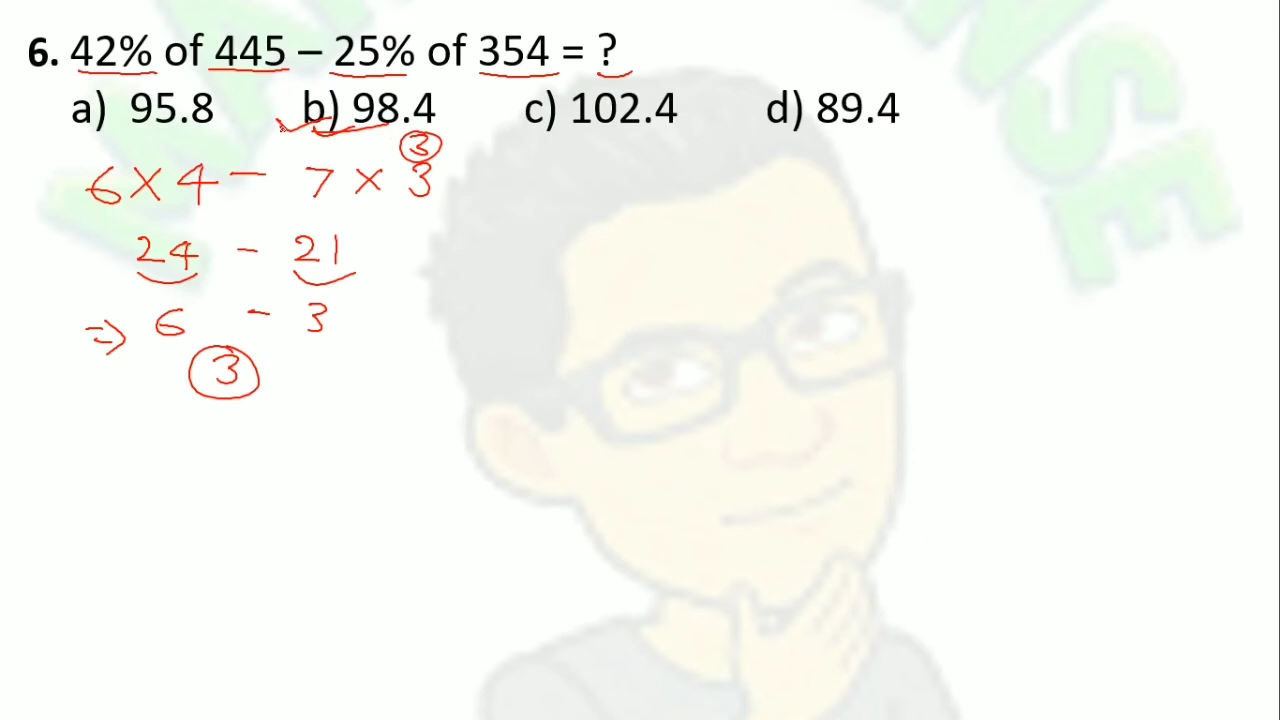 6. 42% of 445 – 25% of 354 = ?
a) 95.8 b) 98.4 c) 102.4 d) 89.4
3
6 × 4 – 7 × 3
24 – 21
⇒ 6 – 3
3